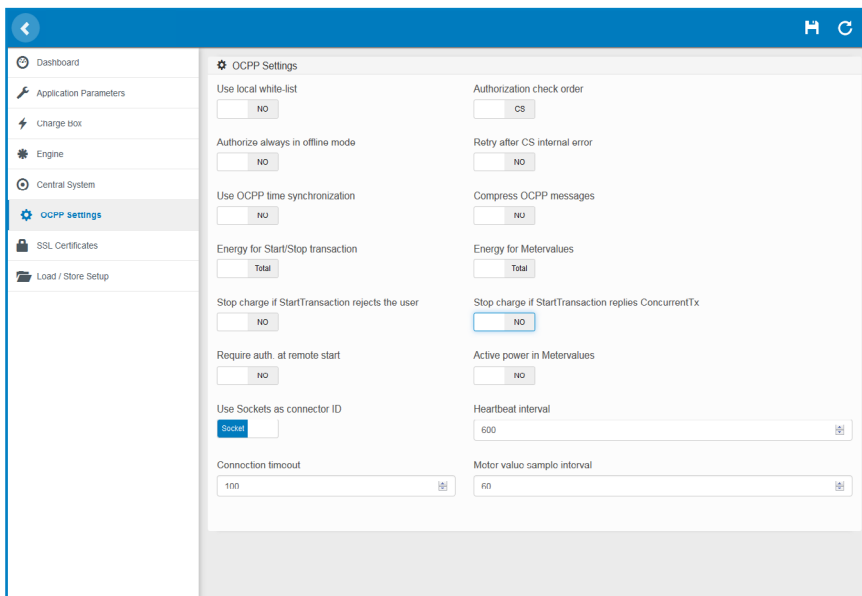 Dashboard
Application Parameters
Charge Box
Engine
Central System
OCPP Settings
SSL Certificates
Load / Store Setup
OCPP Settings
Use local white-list
NO
Authorization check order
CS
Authorize always in offline mode
NO
Retry after CS internal error
NO
Use OCPP time synchronization
NO
Compress OCPP messages
NO
Energy for Start/Stop transaction
Total
Energy for Metervalues
Total
Stop charge if StartTransaction rejects the user
NO
Stop charge if StartTransaction replies ConcurrentTx
NO
Require auth. at remote start
NO
Active power in Metervalues
NO
Use Sockets as connector ID
Socket
Heartbeat interval
600
Connection timeout
100
Motor value sample interval
60